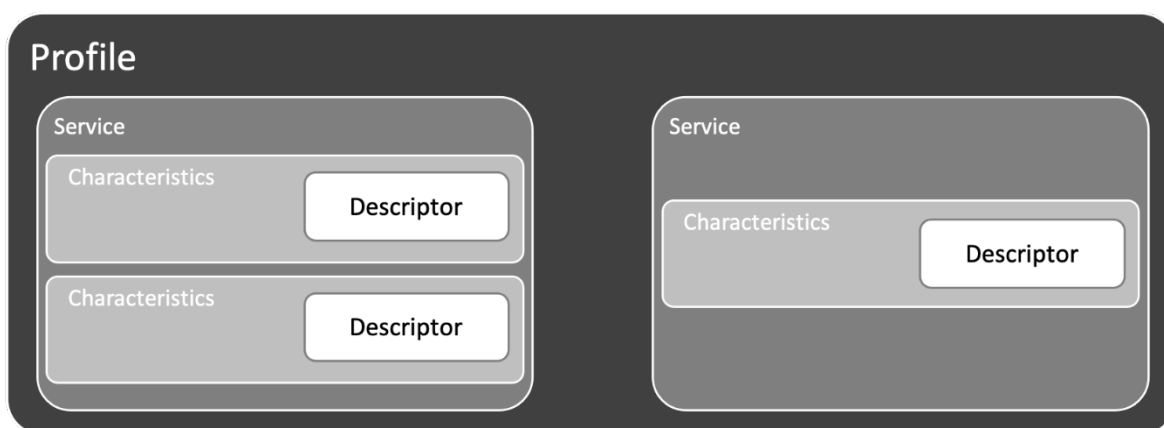 Profile
Service
Characteristics
Descriptor
Characteristics
Descriptor
Service
Characteristics
Descriptor